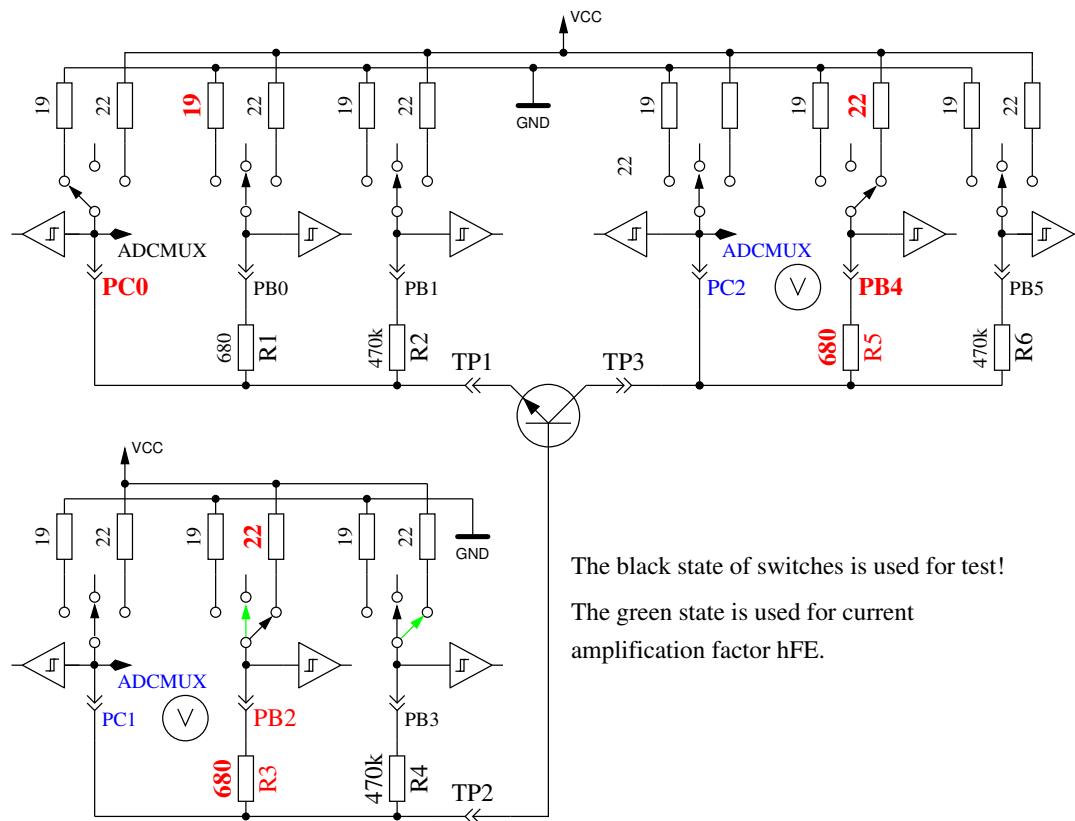 VCC
19
22
19
22
19
22
GND
19
22
19
22
19
22
ADCMUX
ADCMUX
PC0
PB0
PB1
PC2
V
PB4
PB5
680
R1
470k
R2
680
R5
470k
R6
TP1
TP3
VCC
19
22
19
22
19
22
GND
The black state of switches is used for test!
The green state is used for current
amplification factor hFE.
ADCMUX
PC1
V
PB2
PB3
680
R3
470k
R4
TP2